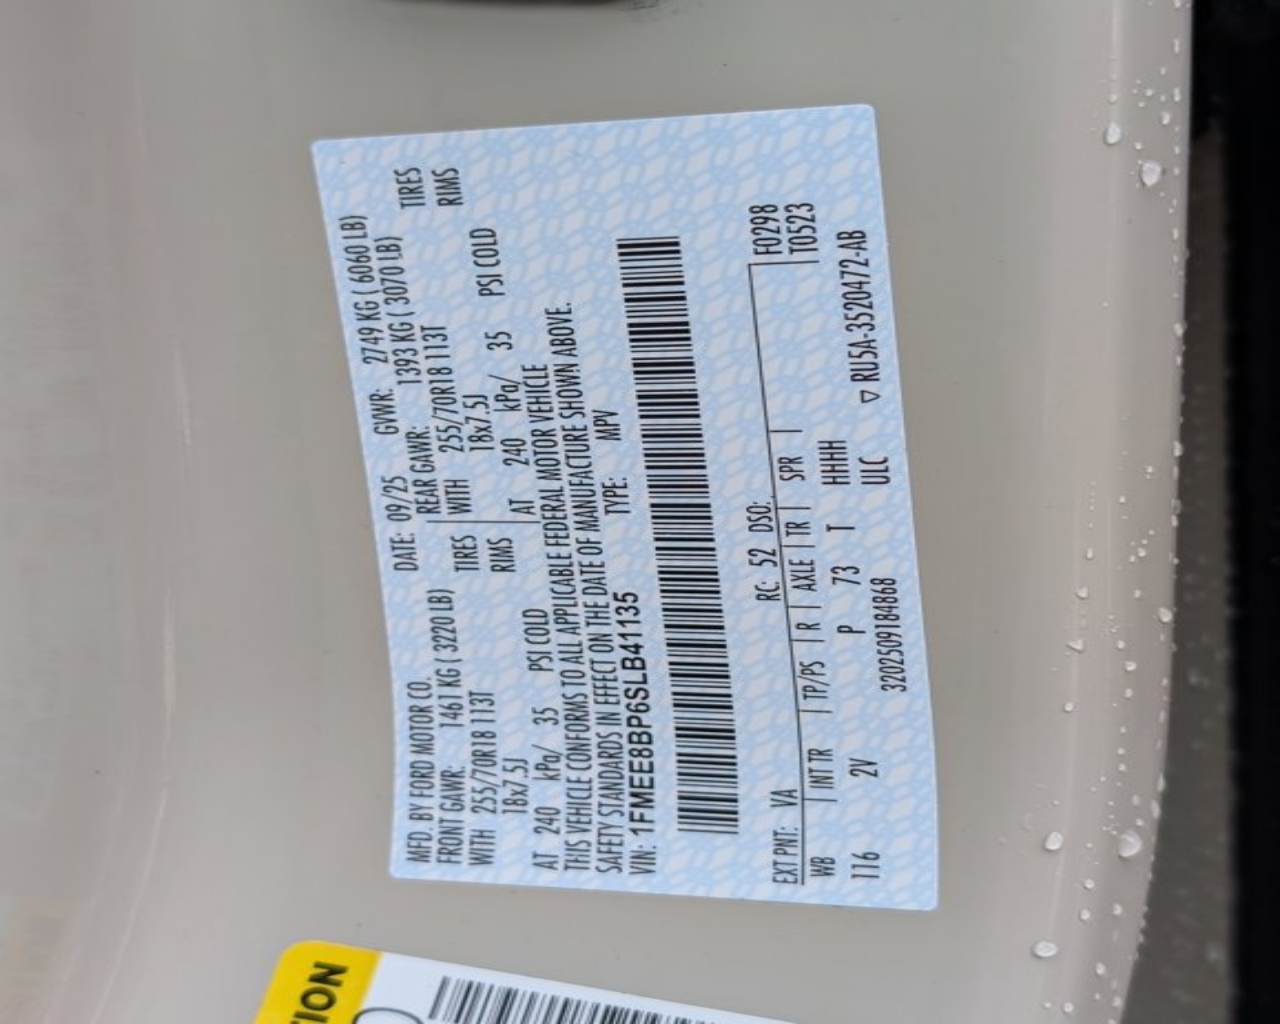 MFD. BY FORD MOTOR CO.
DATE: 09/25 GVWR: 2749 KG ( 6060 LB)
FRONT GAWR: 1461 KG ( 3220 LB) REAR GAWR: 1393 KG ( 3070 LB)
WITH 255/70R18 113T TIRES WITH 255/70R18 113T TIRES
18x7.5J RIMS 18x7.5J RIMS
AT 240 kPa/ 35 PSI COLD AT 240 kPa/ 35 PSI COLD
THIS VEHICLE CONFORMS TO ALL APPLICABLE FEDERAL MOTOR VEHICLE
SAFETY STANDARDS IN EFFECT ON THE DATE OF MANUFACTURE SHOWN ABOVE.
VIN: 1FMEE8BP6SLB41135 TYPE: MPV
EXT PNT: VA RC: 52 DSO: F0298
WB INT TR TP/PS R AXLE TR SPR T0523
116 2V P 73 T HHHH
ULC ▽ RU5A-3520472-AB
3202509184868
TION